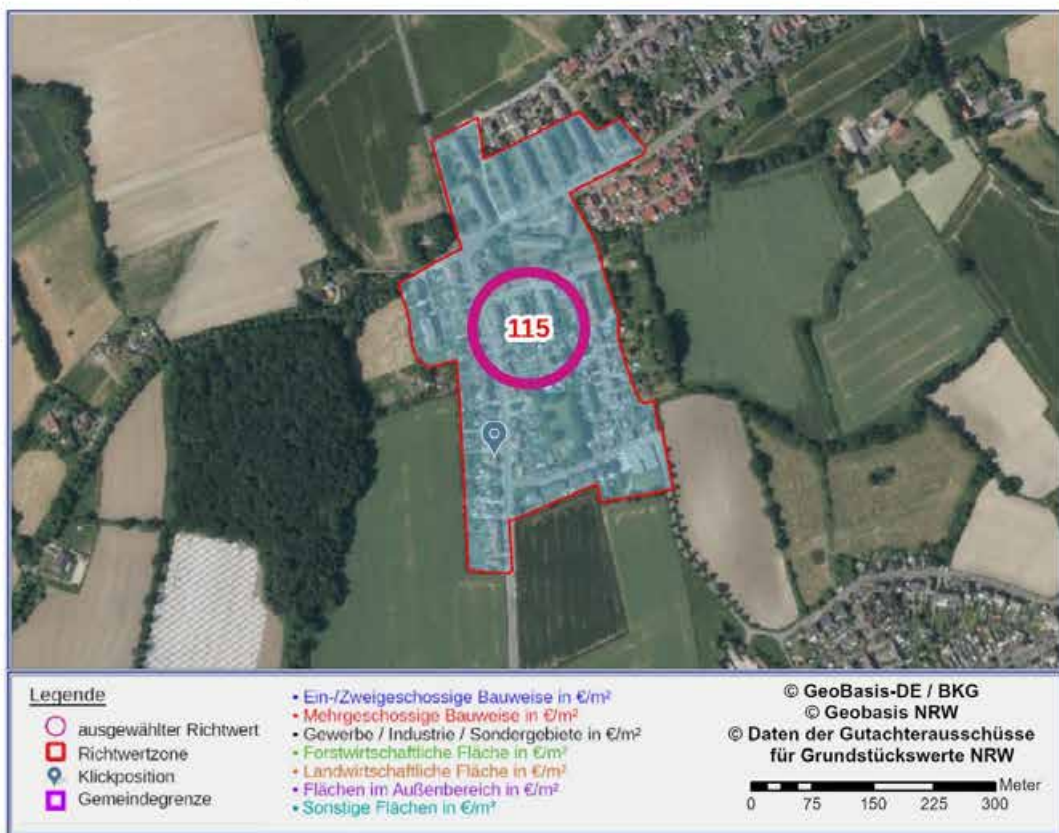 115
Legende
ausgewählter Richtwert
Richtwertzone
Klickposition
Gemeindegrenze
• Ein-/Zweigeschossige Bauweise in €/m²
• Mehrgeschossige Bauweise in €/m²
• Gewerbe / Industrie / Sondergebiete in €/m²
• Forstwirtschaftliche Fläche in €/m²
• Landwirtschaftliche Fläche in €/m²
• Flächen im Außenbereich in €/m²
• Sonstige Flächen in €/m²
© GeoBasis-DE / BKG
© Geobasis NRW
© Daten der Gutachterausschüsse
für Grundstückswerte NRW
Meter
0 75 150 225 300